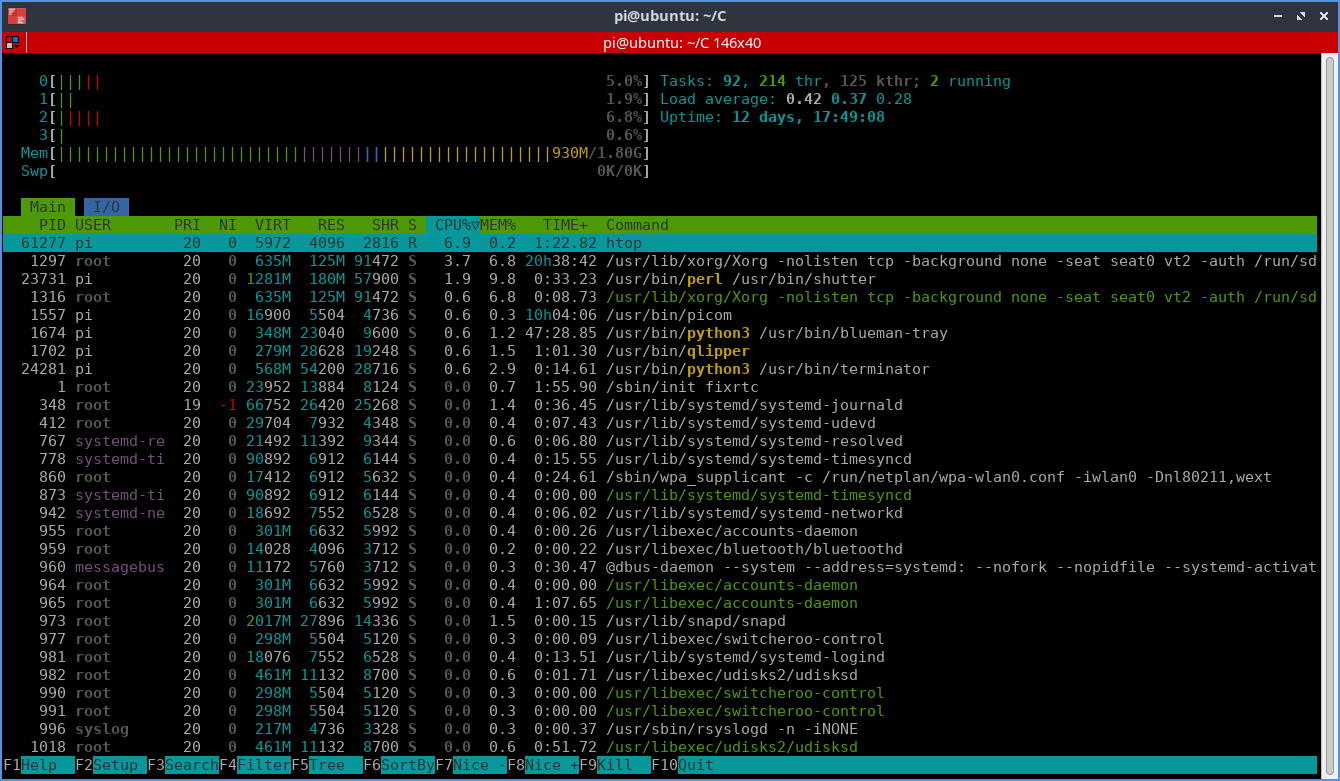 pi@ubuntu: ~/C
pi@ubuntu: ~/C 146x40
0[||||| 5.0%] Tasks: 92, 214 thr, 125 kthr; 2 running
1[|| 1.9%] Load average: 0.42 0.37 0.28
2[||||| 6.8%] Uptime: 12 days, 17:49:08
3[| 0.6%]
Mem[|||||||||||||||||||||||||||||||||||||||||||||||||||||||930M/1.80G]
Swp[ 0K/0K]
Main I/O
PID USER PRI NI VIRT RES SHR S CPU%▽MEM% TIME+ Command
61277 pi 20 0 5972 4096 2816 R 6.9 0.2 1:22.82 htop
1297 root 20 0 635M 125M 91472 S 3.7 6.8 20h38:42 /usr/lib/xorg/Xorg -nolisten tcp -background none -seat seat0 vt2 -auth /run/sd
23731 pi 20 0 1281M 180M 57900 S 1.9 9.8 0:33.23 /usr/bin/perl /usr/bin/shutter
1316 root 20 0 635M 125M 91472 S 0.6 6.8 0:08.73 /usr/lib/xorg/Xorg -nolisten tcp -background none -seat seat0 vt2 -auth /run/sd
1557 pi 20 0 16900 5504 4736 S 0.6 0.3 10h04:06 /usr/bin/picom
1674 pi 20 0 348M 23040 9600 S 0.6 1.2 47:28.85 /usr/bin/python3 /usr/bin/blueman-tray
1702 pi 20 0 279M 28628 19248 S 0.6 1.5 1:01.30 /usr/bin/qlipper
24281 pi 20 0 568M 54200 28716 S 0.6 2.9 0:14.61 /usr/bin/python3 /usr/bin/terminator
1 root 20 0 23952 13884 8124 S 0.0 0.7 1:55.90 /sbin/init fixrtc
348 root 19 -1 66752 26420 25268 S 0.0 1.4 0:36.45 /usr/lib/systemd/systemd-journald
412 root 20 0 29704 7932 4348 S 0.0 0.4 0:07.43 /usr/lib/systemd/systemd-udevd
767 systemd-re 20 0 21492 11392 9344 S 0.0 0.6 0:06.80 /usr/lib/systemd/systemd-resolved
778 systemd-ti 20 0 90892 6912 6144 S 0.0 0.4 0:15.55 /usr/lib/systemd/systemd-timesyncd
860 root 20 0 17412 6912 5632 S 0.0 0.4 0:24.61 /sbin/wpa_supplicant -c /run/netplan/wpa-wlan0.conf -iwlan0 -Dnl80211,wext
873 systemd-ti 20 0 90892 6912 6144 S 0.0 0.4 0:00.00 /usr/lib/systemd/systemd-timesyncd
942 systemd-ne 20 0 18692 7552 6528 S 0.0 0.4 0:06.02 /usr/lib/systemd/systemd-networkd
955 root 20 0 301M 6632 5992 S 0.0 0.4 0:00.26 /usr/libexec/accounts-daemon
959 root 20 0 14028 4096 3712 S 0.0 0.2 0:00.22 /usr/libexec/bluetooth/bluetoothd
960 messagebus 20 0 11172 5760 3712 S 0.0 0.3 0:30.47 @dbus-daemon --system --address=systemd: --nofork --nopidfile --systemd-activat
964 root 20 0 301M 6632 5992 S 0.0 0.4 0:00.00 /usr/libexec/accounts-daemon
965 root 20 0 301M 6632 5992 S 0.0 0.4 1:07.65 /usr/libexec/accounts-daemon
973 root 20 0 2017M 27896 14336 S 0.0 1.5 0:00.15 /usr/lib/snapd/snapd
977 root 20 0 298M 5504 5120 S 0.0 0.3 0:00.09 /usr/libexec/switcheroo-control
981 root 20 0 18076 7552 6528 S 0.0 0.4 0:13.51 /usr/lib/systemd/systemd-logind
982 root 20 0 461M 11132 8700 S 0.0 0.6 0:01.71 /usr/libexec/udisks2/udisksd
990 root 20 0 298M 5504 5120 S 0.0 0.3 0:00.00 /usr/libexec/switcheroo-control
991 root 20 0 298M 5504 5120 S 0.0 0.3 0:00.00 /usr/libexec/switcheroo-control
996 syslog 20 0 217M 4736 3328 S 0.0 0.3 0:00.37 /usr/sbin/rsyslogd -n -iNONE
1018 root 20 0 461M 11132 8700 S 0.0 0.6 0:51.72 /usr/libexec/udisks2/udisksd
F1Help F2Setup F3SearchF4FilterF5Tree F6SortByF7Nice -F8Nice +F9Kill F10Quit